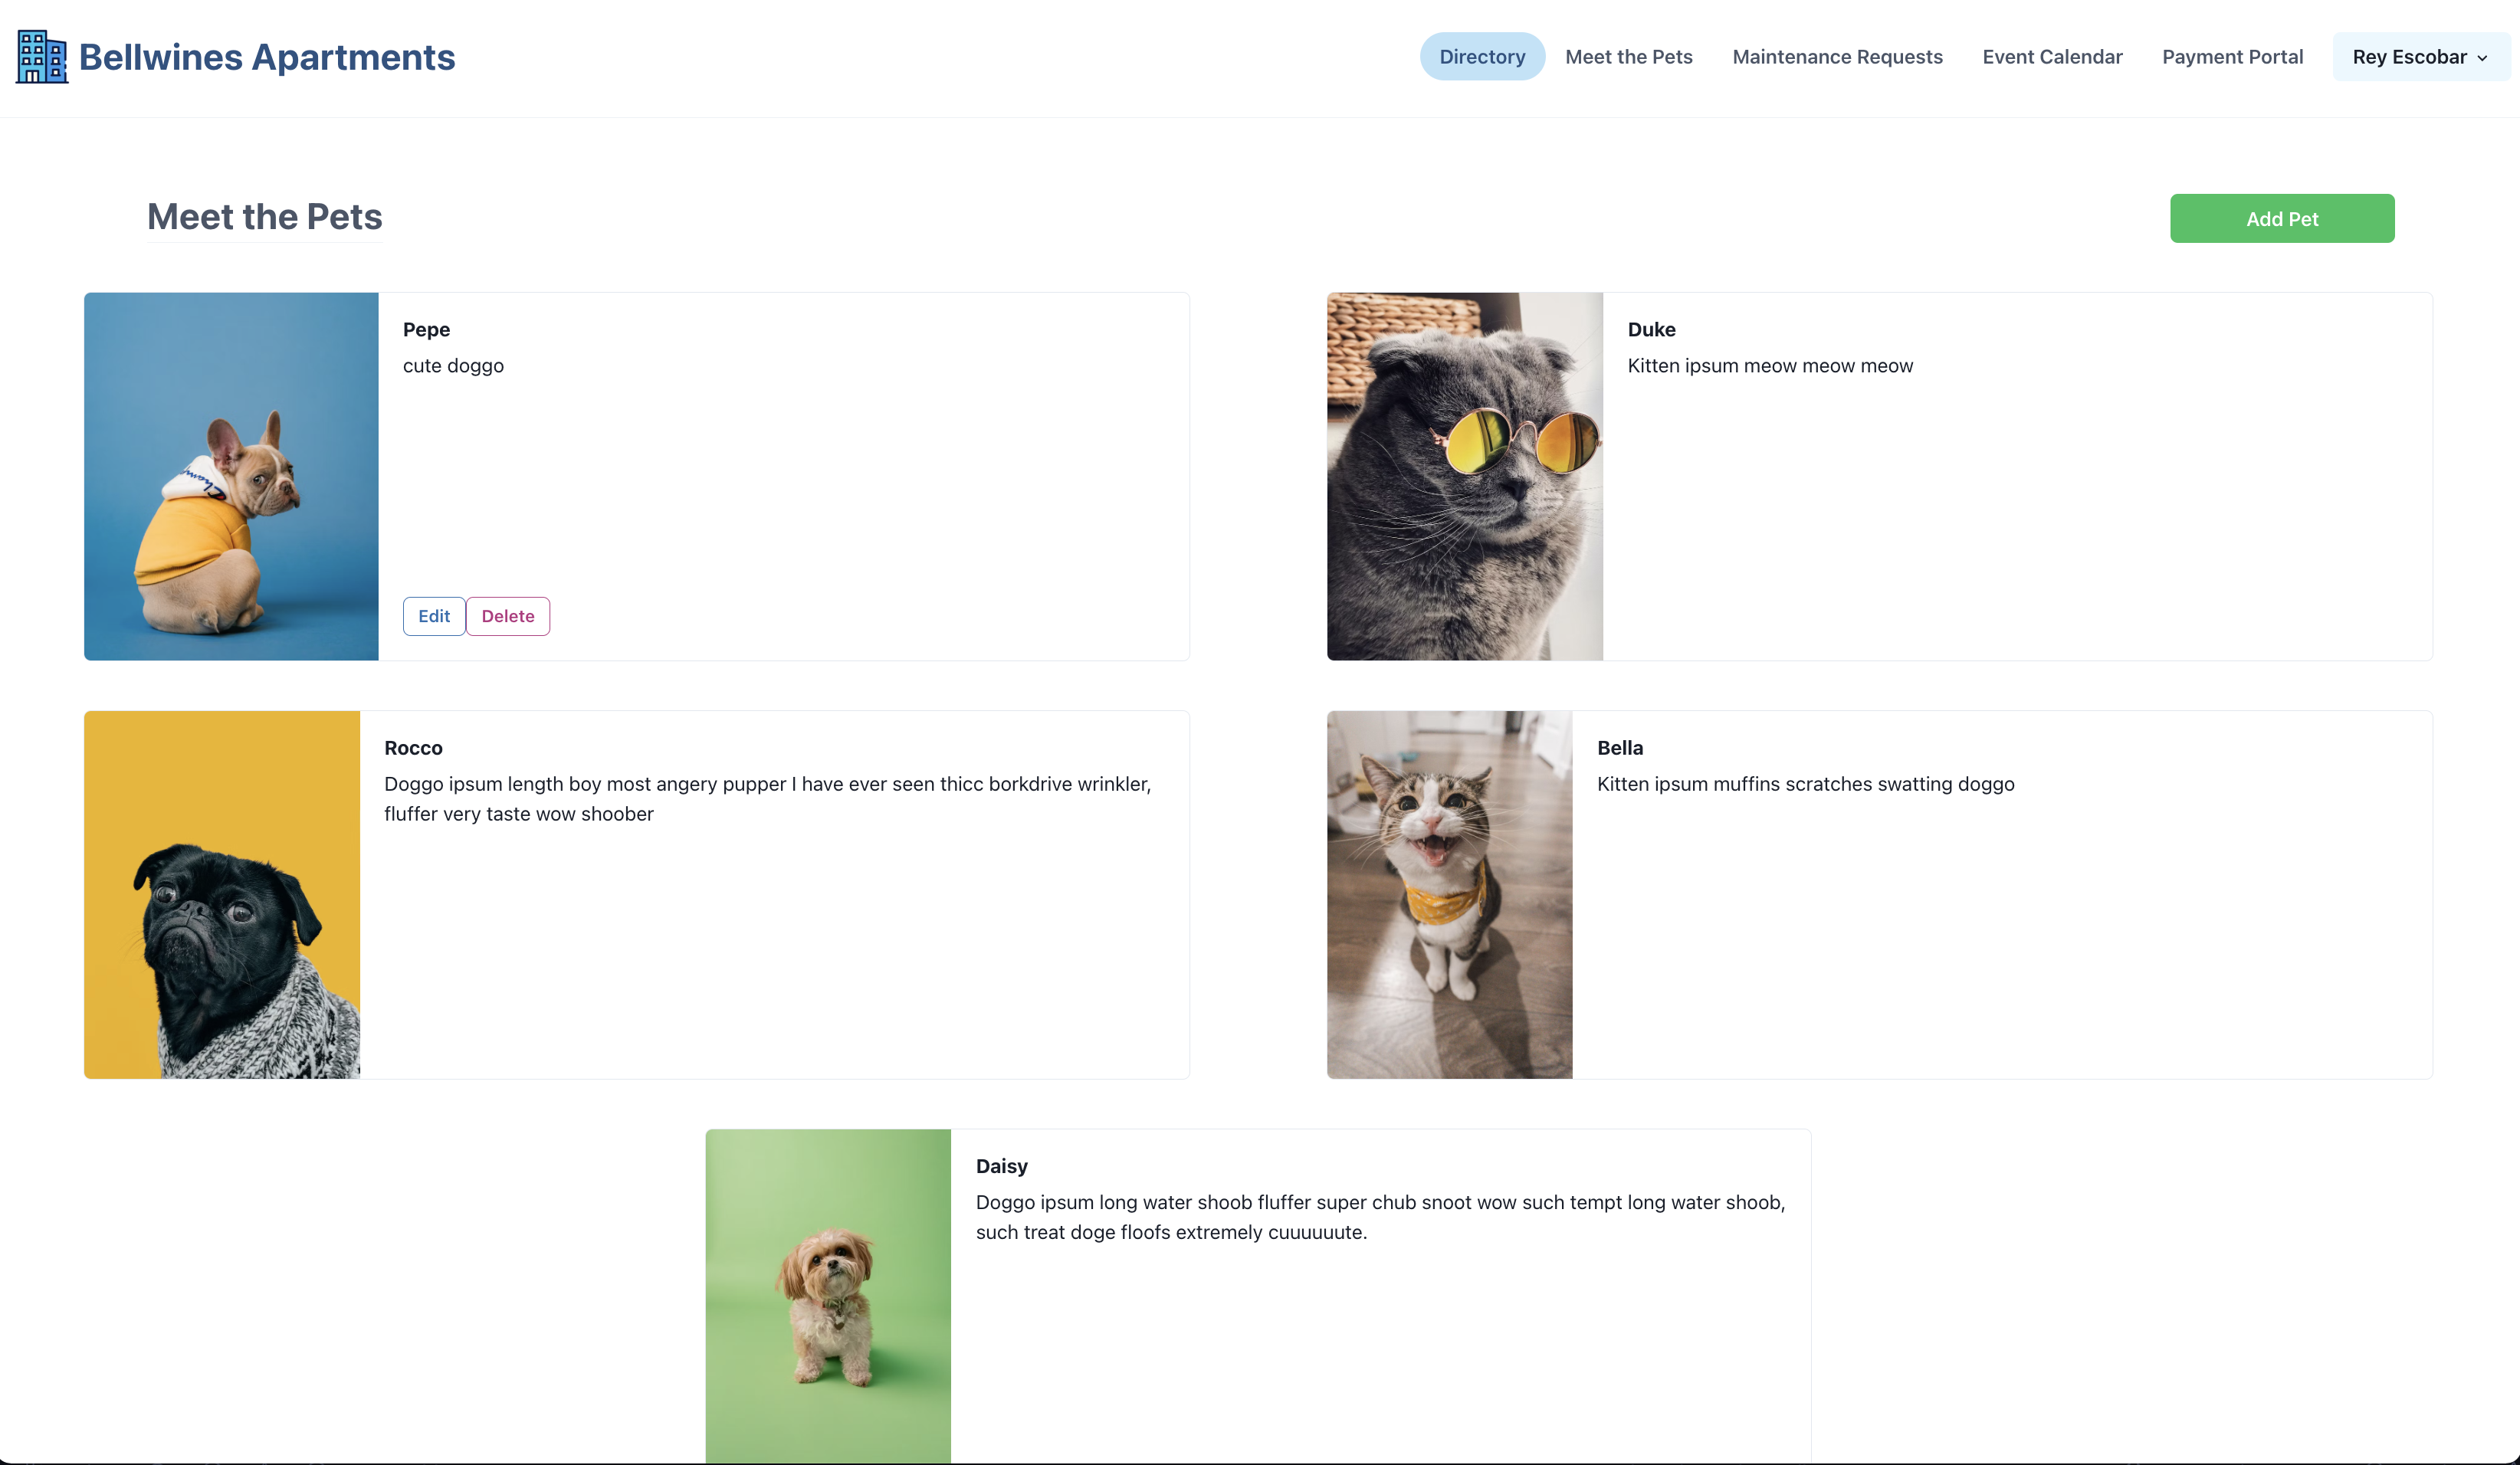 Bellwines Apartments
Directory
Meet the Pets
Maintenance Requests
Event Calendar
Payment Portal
Rey Escobar
Meet the Pets
Add Pet
Pepe
cute doggo
Edit
Delete
Duke
Kitten ipsum meow meow meow
Rocco
Doggo ipsum length boy most angery pupper I have ever seen thicc borkdrive wrinkler,
fluffer very taste wow shoober
Bella
Kitten ipsum muffins scratches swatting doggo
Daisy
Doggo ipsum long water shoob fluffer super chub snoot wow such tempt long water shoob,
such treat doge floofs extremely cuuuuuute.